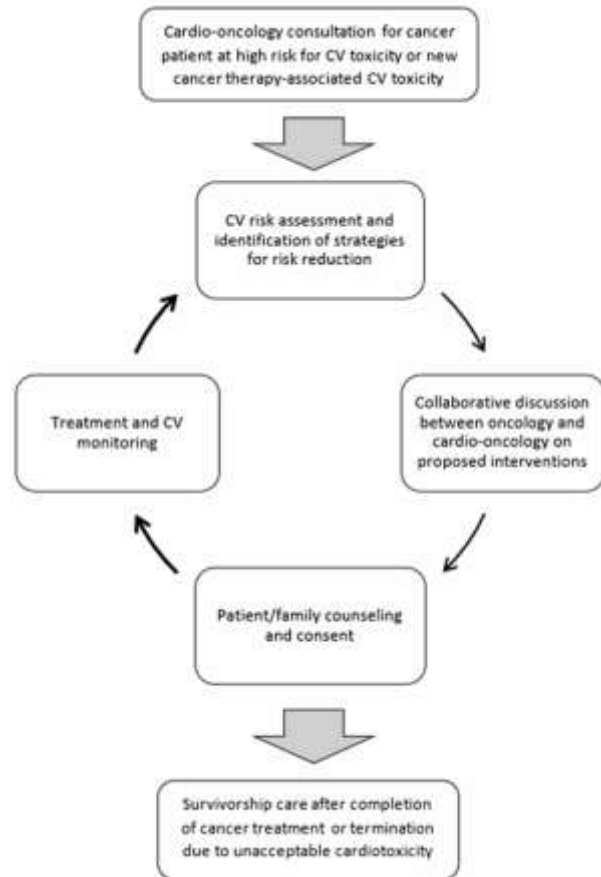 Cardio-oncology consultation for cancer
patient at high risk for CV toxicity or new
cancer therapy-associated CV toxicity
CV risk assessment and
identification of strategies
for risk reduction
Treatment and CV
monitoring
Collaborative discussion
between oncology and
cardio-oncology on
proposed interventions
Patient/family counseling
and consent
Survivorship care after completion
of cancer treatment or termination
due to unacceptable cardiotoxicity